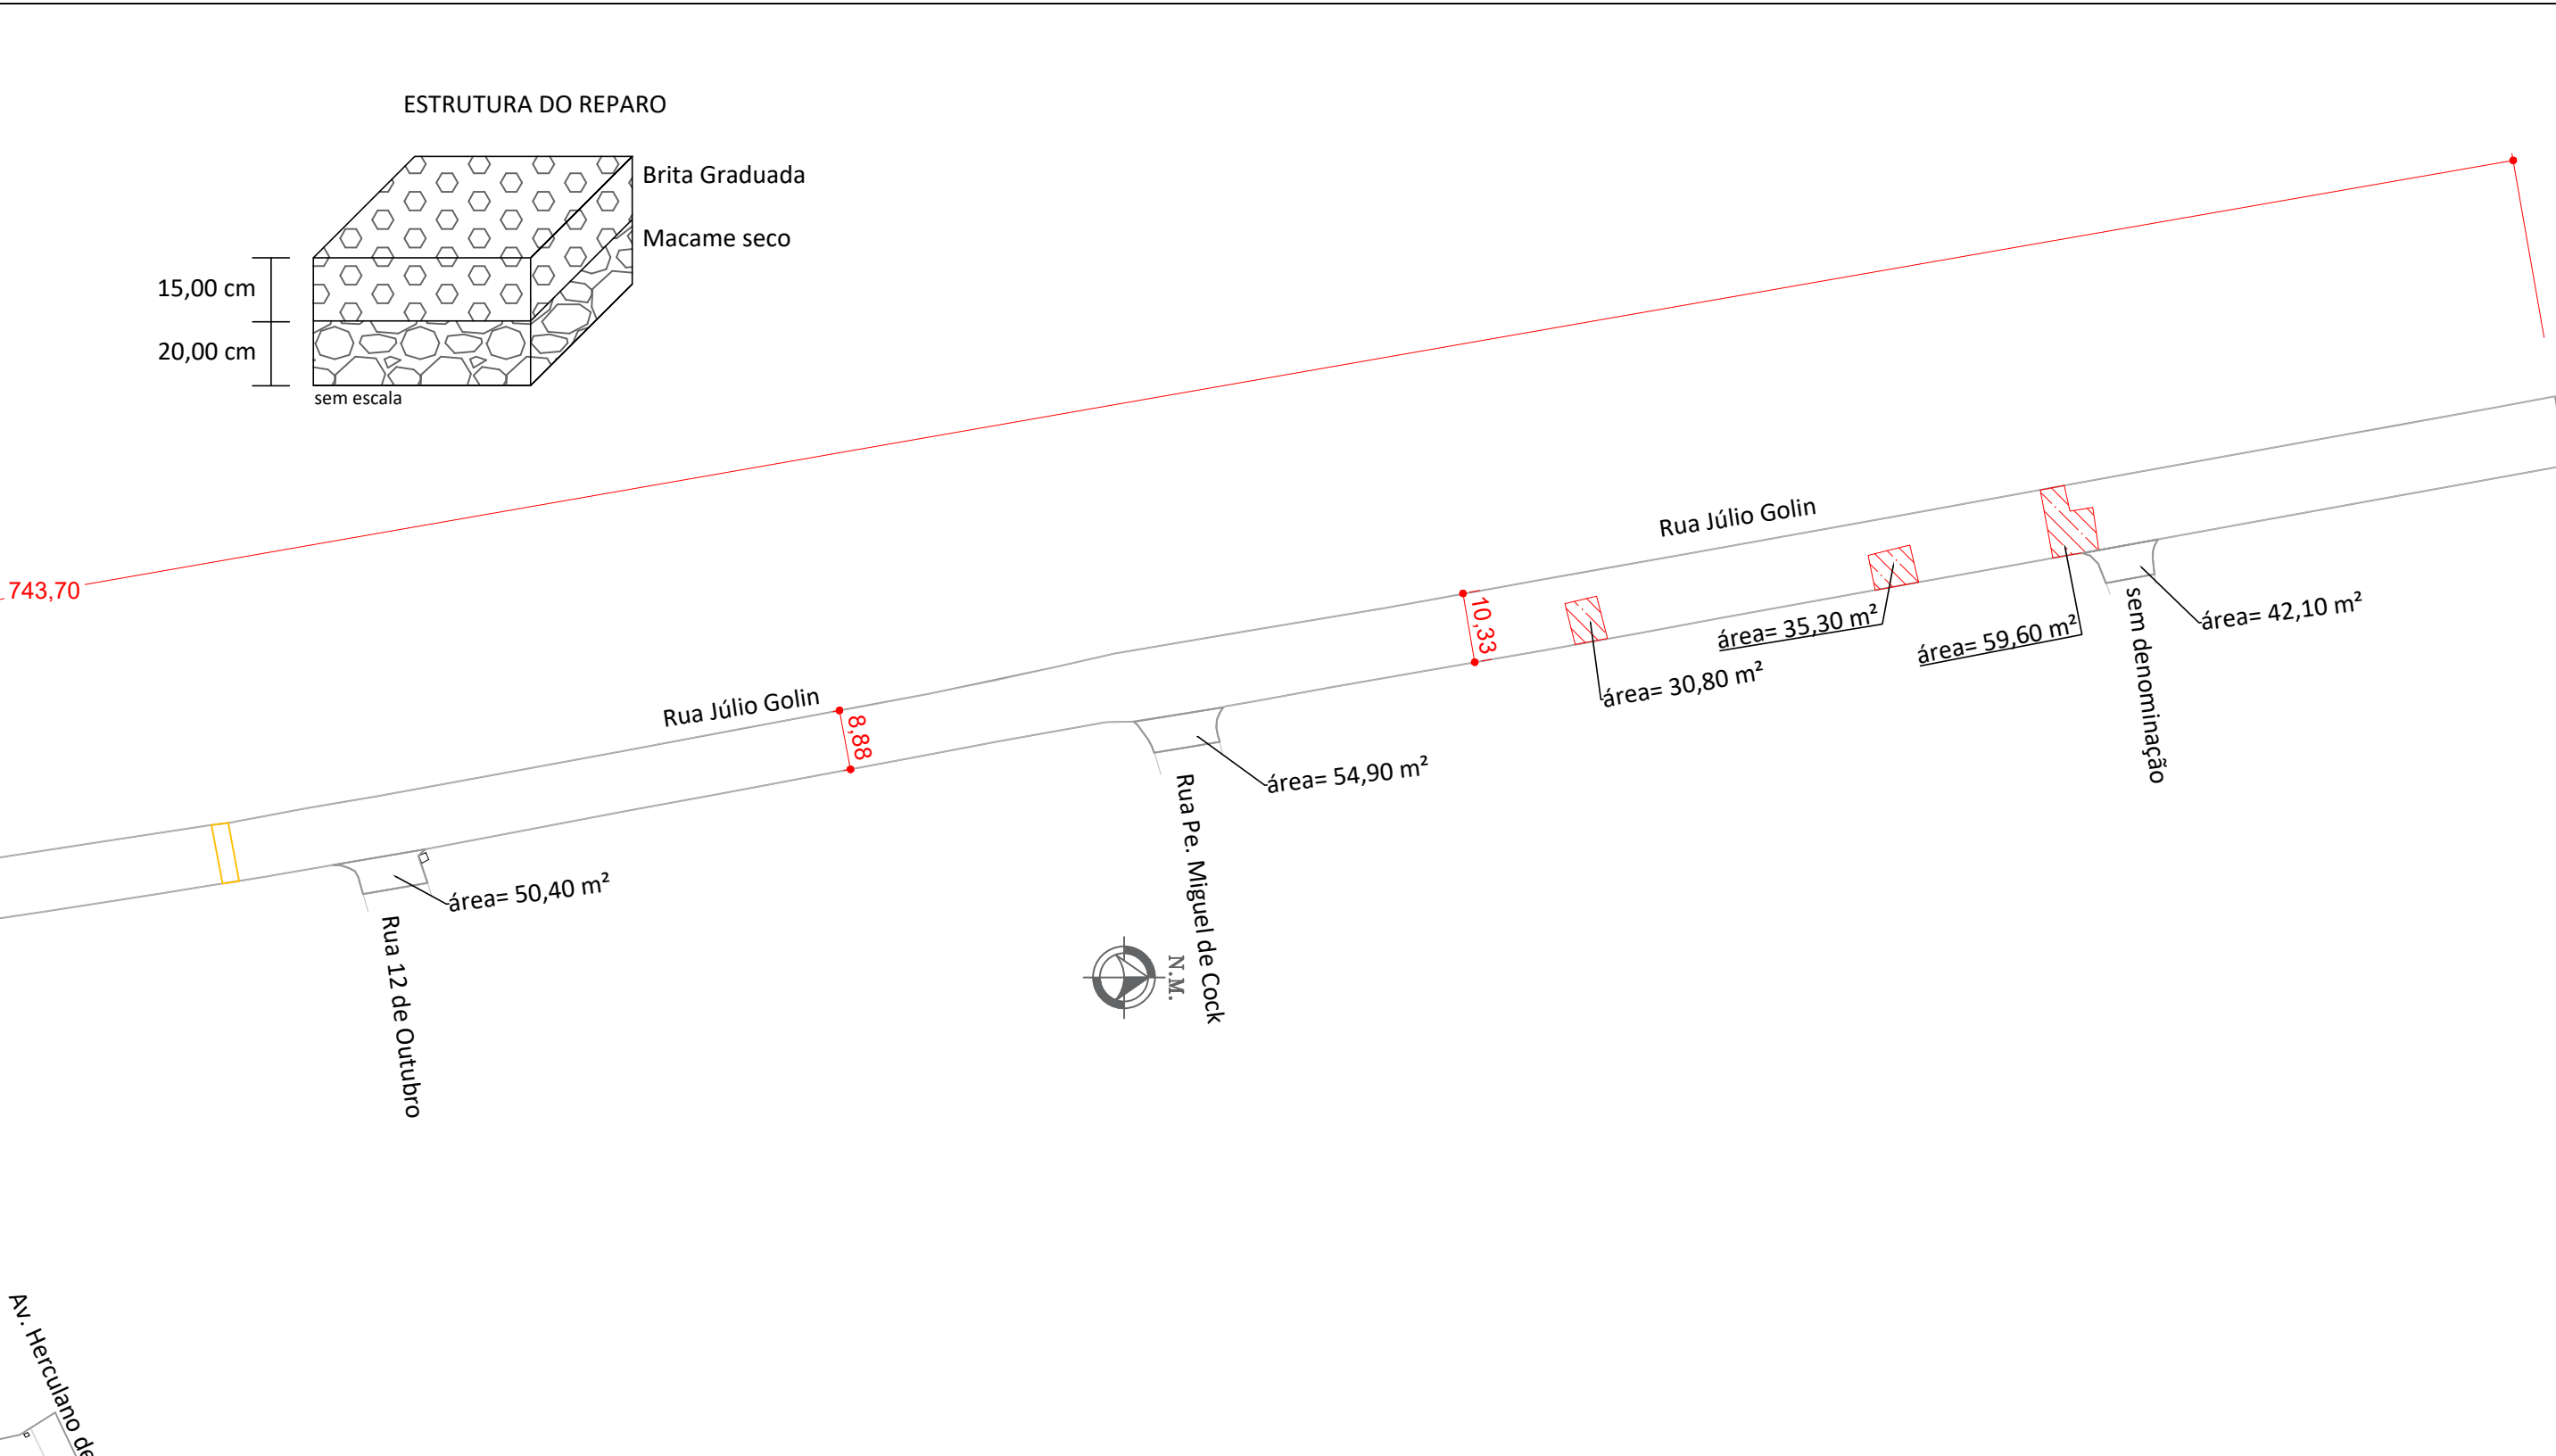 ESTRUTURA DO REPARO
Brita Graduada
Macame seco
15,00 cm
20,00 cm
sem escala
743,70
Rua Júlio Golin
10,33
Rua Júlio Golin
8,88
área= 35,30 m²
área= 59,60 m²
área= 42,10 m²
área= 30,80 m²
sem denominação
área= 54,90 m²
Rua Pe. Miguel de Cock
área= 50,40 m²
Rua 12 de Outubro
N.M.
Av. Herculano de